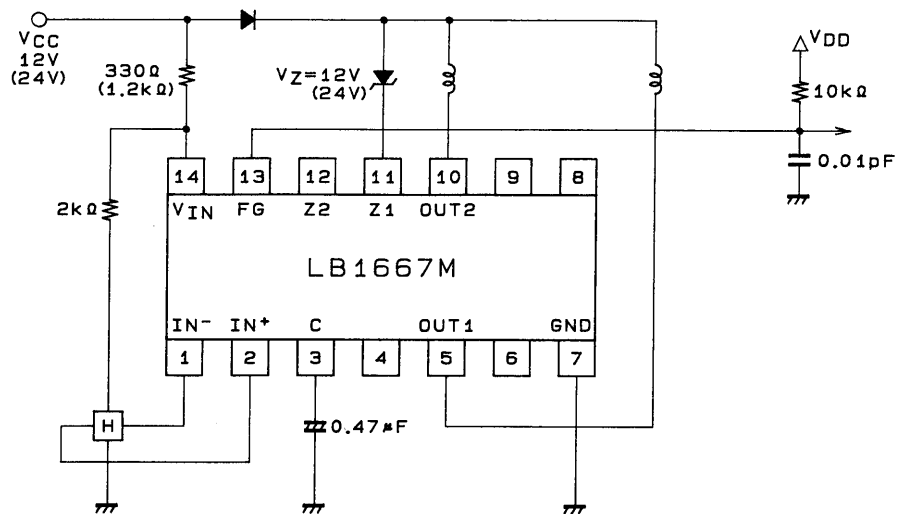 VCC
12V
(24V)
330Ω
(1.2kΩ)
VZ=12V
(24V)
VDD
10kΩ
0.01pF
2kΩ
14 13 12 11 10 9 8
VIN FG Z2 Z1 OUT2
LB1667M
IN- IN+ C OUT1 GND
1 2 3 4 5 6 7
H
0.47µF